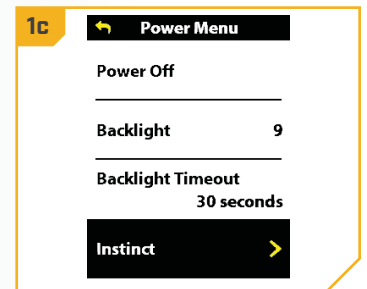 1c
Power Menu
Power Off
Backlight 9
Backlight Timeout
30 seconds
Instinct